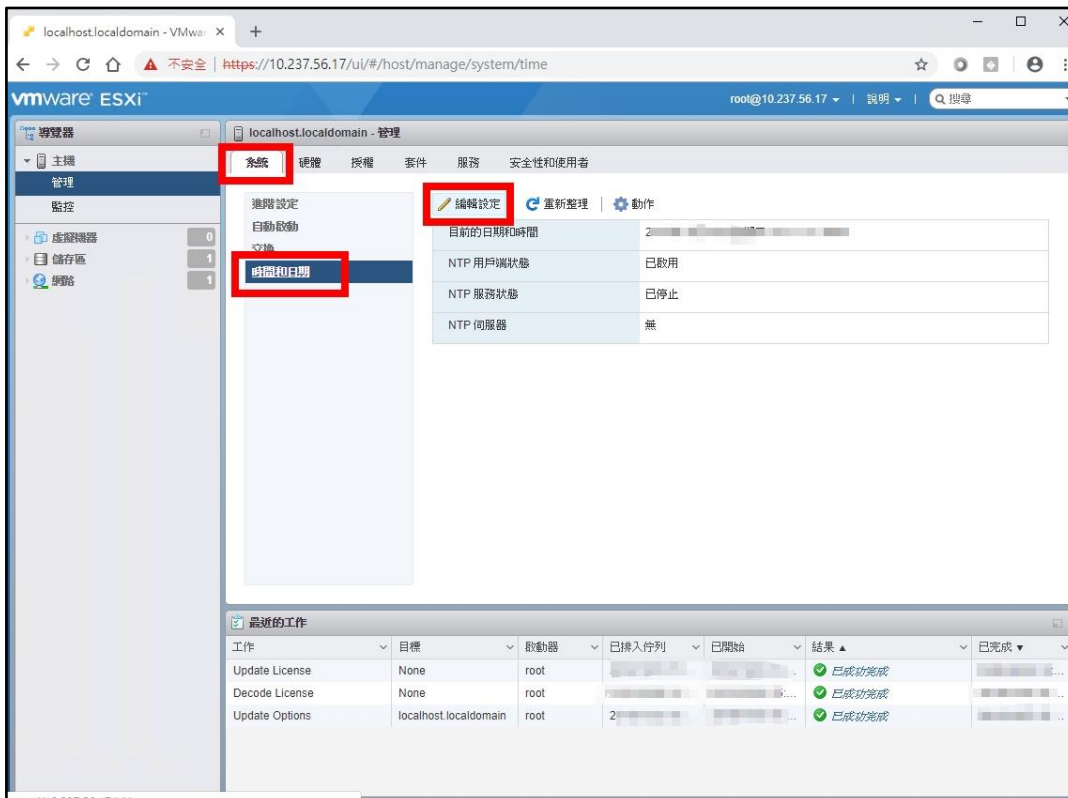 localhost.localdomain - VMwar
不安全 | https://10.237.56.17/ui/#/host/manage/system/time
vmware ESXi™
root@10.237.56.17 | 說明 | 搜尋
導覽器
localhost.localdomain - 管理
主機
管理
監控
虛擬機器 0
儲存區 1
網路 1
系統 硬體 授權 套件 服務 安全性和使用者
進階設定
自動啟動
交換
時間和日期
編輯設定 重新整理 | 動作
目前的日期和時間 2
NTP 用戶端狀態 已啟用
NTP 服務狀態 已停止
NTP 伺服器 無
最近的工作
工作 目標 啟動器 已排入佇列 已開始 結果 ▲ 已完成 ▼
Update License None root 已成功完成
Decode License None root 已成功完成
Update Options localhost.localdomain root 2 已成功完成